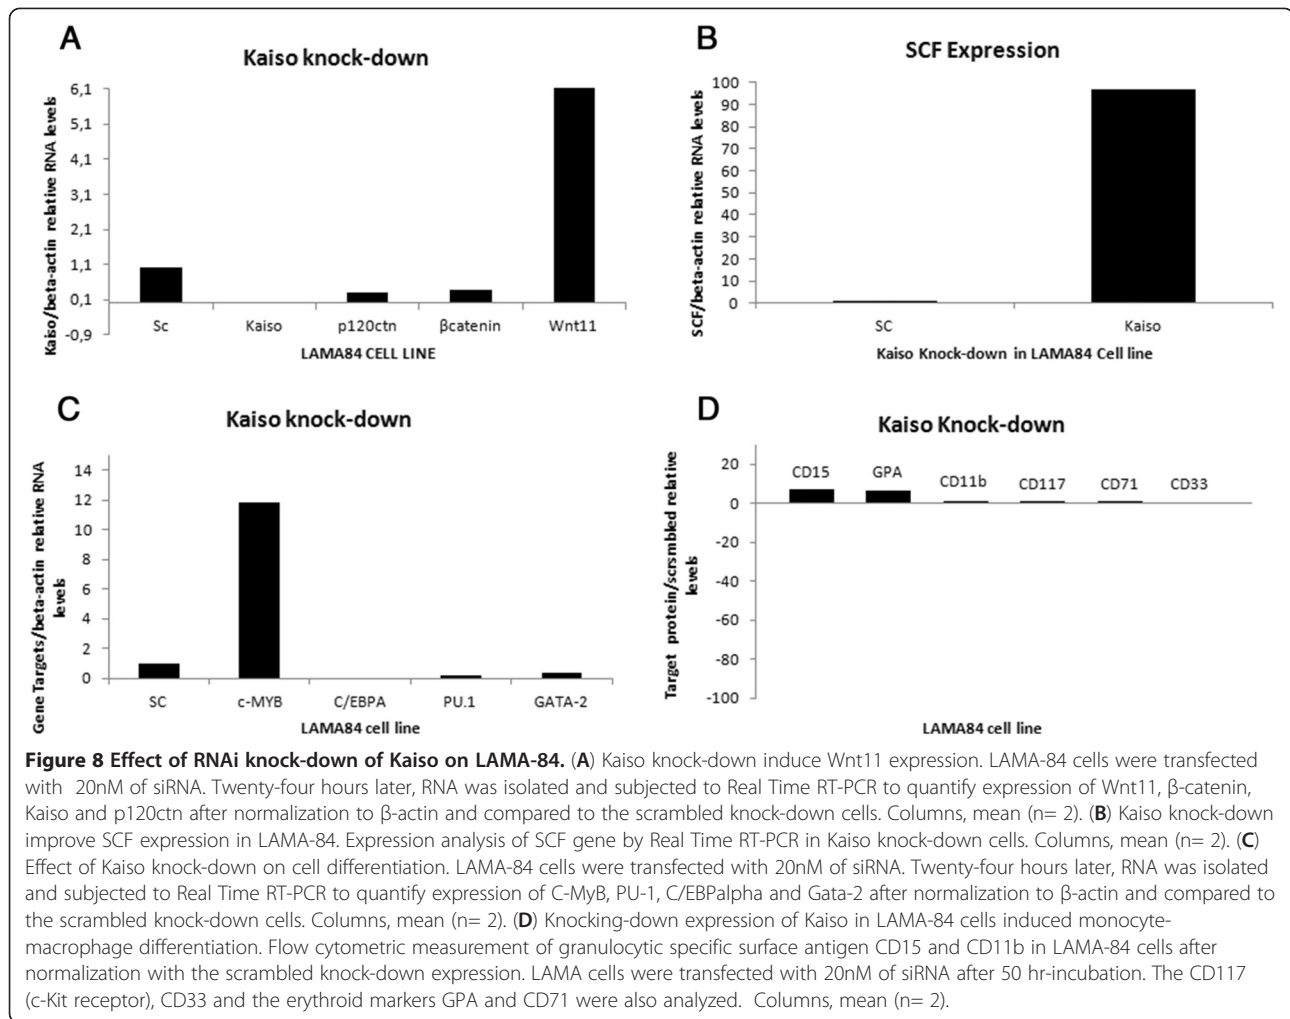 A
Kaiso knock-down
Kaiso/beta-actin relative RNA levels
6,1
5,1
4,1
3,1
2,1
1,1
0,1
-0,9
Sc Kaiso p120ctn βcatenin Wnt11
LAMA84 CELL LINE
B
SCF Expression
SCF/beta-actin relative RNA levels
100
90
80
70
60
50
40
30
20
10
0
SC Kaiso
Kaiso Knock-down in LAMA84 Cell line
C
Kaiso knock-down
Gene Targets/beta-actin relative RNA
levels
14
12
10
8
6
4
2
0
SC c-MYB C/EBPA PU.1 GATA-2
LAMA84 cell line
D
Kaiso Knock-down
Target protein/scrsmbled relative
levels
20
0
-20
-40
-60
-80
-100
CD15 GPA CD11b CD117 CD71 CD33
LAMA84 cell line
Figure 8 Effect of RNAi knock-down of Kaiso on LAMA-84. (A) Kaiso knock-down induce Wnt11 expression. LAMA-84 cells were transfected
with 20nM of siRNA. Twenty-four hours later, RNA was isolated and subjected to Real Time RT-PCR to quantify expression of Wnt11, β-catenin,
Kaiso and p120ctn after normalization to β-actin and compared to the scrambled knock-down cells. Columns, mean (n= 2). (B) Kaiso knock-down
improve SCF expression in LAMA-84. Expression analysis of SCF gene by Real Time RT-PCR in Kaiso knock-down cells. Columns, mean (n= 2). (C)
Effect of Kaiso knock-down on cell differentiation. LAMA-84 cells were transfected with 20nM of siRNA. Twenty-four hours later, RNA was isolated
and subjected to Real Time RT-PCR to quantify expression of C-MyB, PU-1, C/EBPalpha and Gata-2 after normalization to β-actin and compared to
the scrambled knock-down cells. Columns, mean (n= 2). (D) Knocking-down expression of Kaiso in LAMA-84 cells induced monocyte-
macrophage differentiation. Flow cytometric measurement of granulocytic specific surface antigen CD15 and CD11b in LAMA-84 cells after
normalization with the scrambled knock-down expression. LAMA cells were transfected with 20nM of siRNA after 50 hr-incubation. The CD117
(c-Kit receptor), CD33 and the erythroid markers GPA and CD71 were also analyzed. Columns, mean (n= 2).